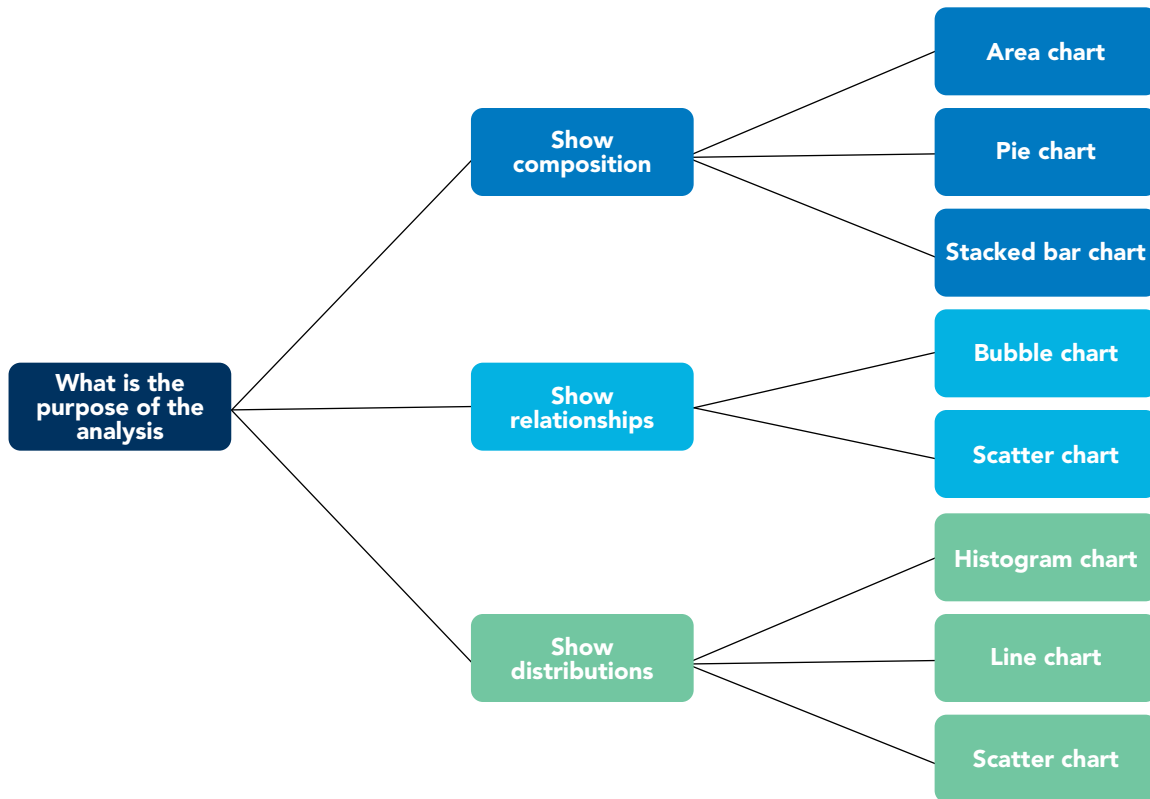 Area chart
Show
composition
Pie chart
Stacked bar chart
What is the
purpose of the
analysis
Show
relationships
Bubble chart
Scatter chart
Show
distributions
Histogram chart
Line chart
Scatter chart